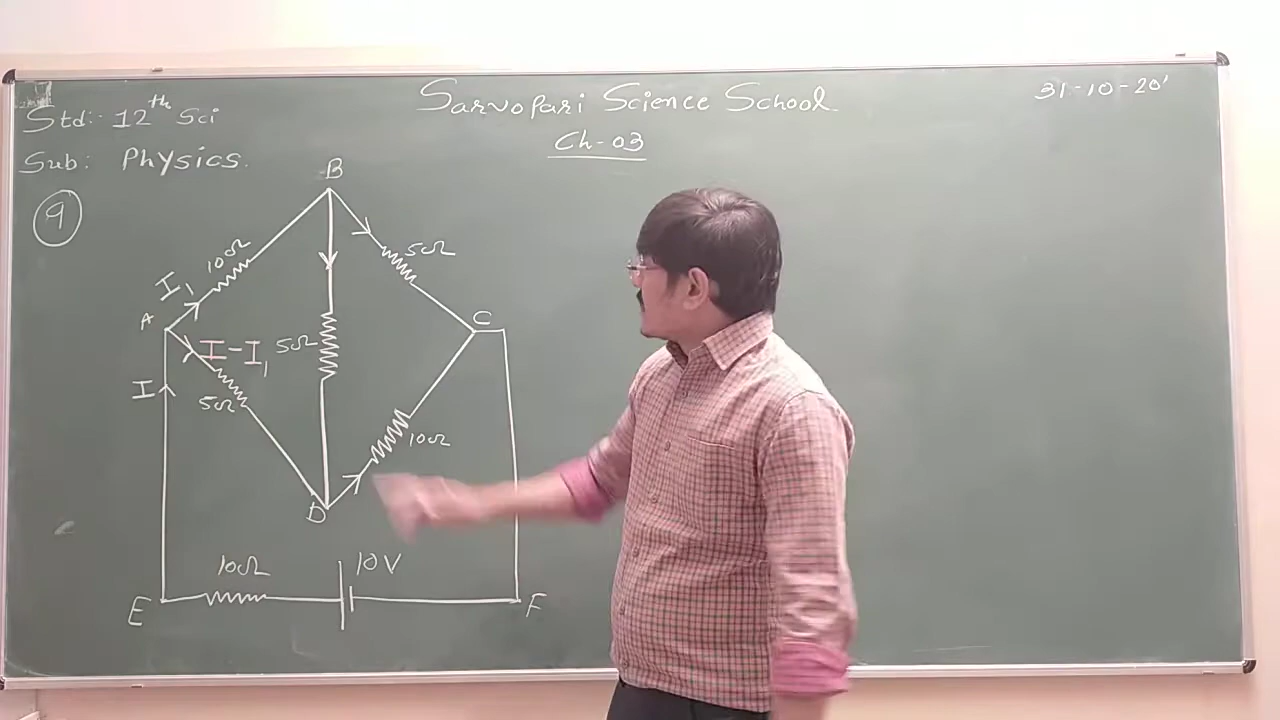 Std:- 12th Sci
Sarvopari Science School
31-10-20'
Sub: Physics.
Ch-03
9
B
10Ω
5Ω
I₁
A
C
I-I₁
5Ω
I
5Ω
10Ω
D
10Ω
10V
E
F